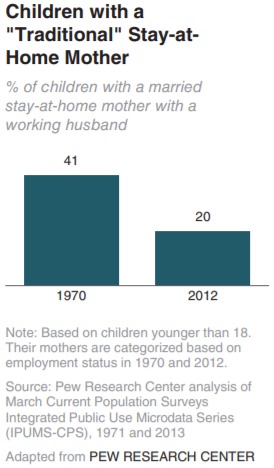 Children with a
"Traditional" Stay-at-
Home Mother
% of children with a married
stay-at-home mother with a
working husband
41
20
1970
2012
Note: Based on children younger than 18.
Their mothers are categorized based on
employment status in 1970 and 2012.
Source: Pew Research Center analysis of
March Current Population Surveys
Integrated Public Use Microdata Series
(IPUMS-CPS), 1971 and 2013
Adapted from PEW RESEARCH CENTER